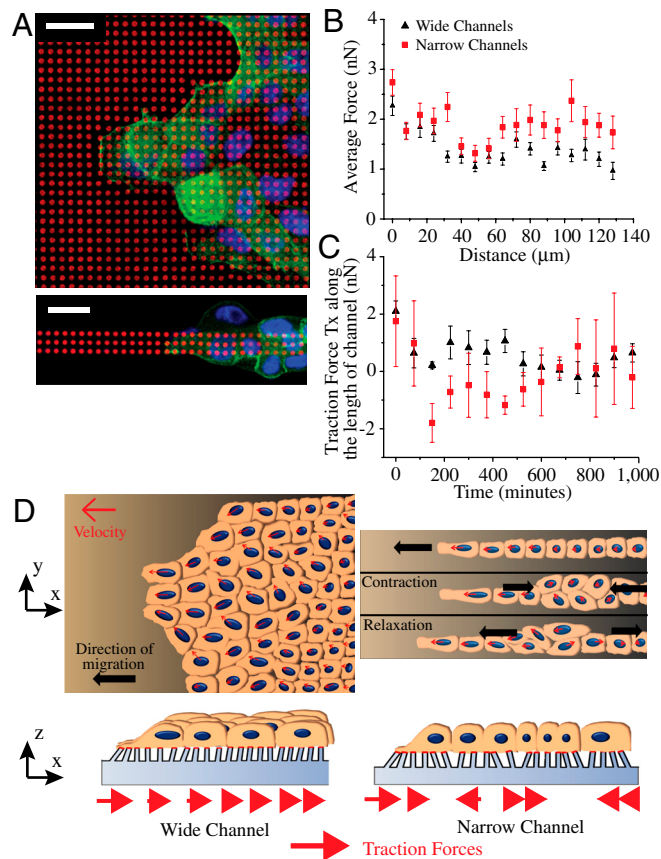 A
B
Wide Channels
Narrow Channels
Average Force (nN)
4
3
2
1
0
0 20 40 60 80 100 120 140
Distance (μm)
C
Traction Force Tx along
the length of channel (nN)
2
0
-2
0 200 400 600 800 1,000
Time (minutes)
D
Velocity
y
x
Direction of
migration
Contraction
Relaxation
z
x
Wide Channel
Narrow Channel
Traction Forces